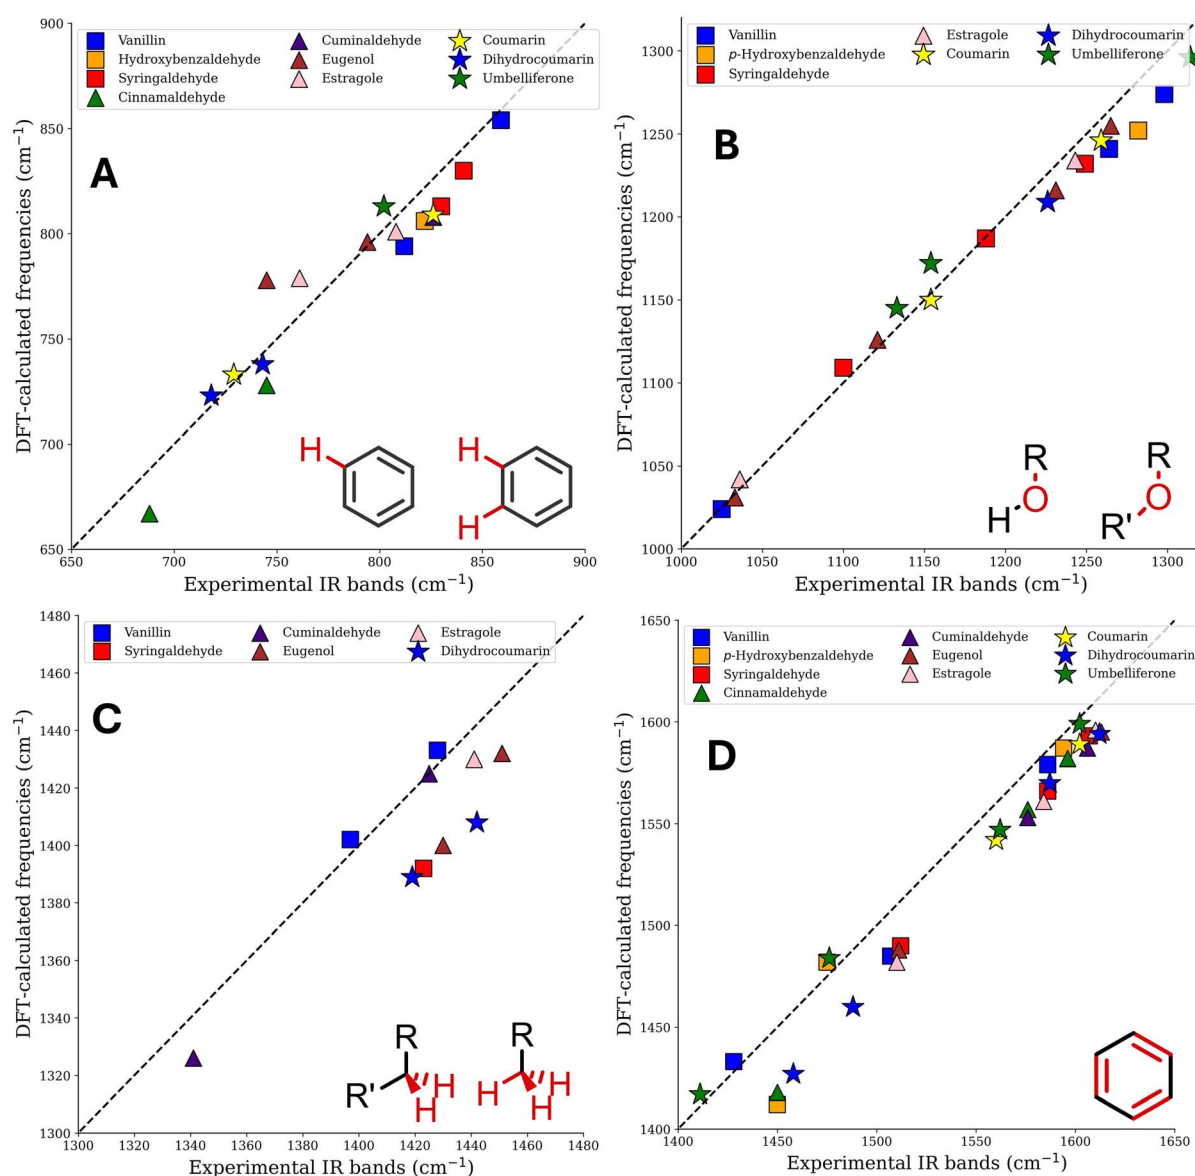 Vanillin
Hydroxybenzaldehyde
Syringaldehyde
Cinnamaldehyde
Cuminaldehyde
Eugenol
Estragole
Coumarin
Dihydrocoumarin
Umbelliferone
A
900
850
800
750
700
650
DFT-calculated frequencies (cm⁻¹)
H
H
H
650 700 750 800 850 900
Experimental IR bands (cm⁻¹)
Vanillin
p-Hydroxybenzaldehyde
Syringaldehyde
Estragole
Coumarin
Dihydrocoumarin
Umbelliferone
B
1300
1250
1200
1150
1100
1050
1000
DFT-calculated frequencies (cm⁻¹)
R
O
H
R
O
R'
1000 1050 1100 1150 1200 1250 1300
Experimental IR bands (cm⁻¹)
Vanillin
Syringaldehyde
Cuminaldehyde
Eugenol
Estragole
Dihydrocoumarin
C
1480
1460
1440
1420
1400
1380
1360
1340
1320
1300
DFT-calculated frequencies (cm⁻¹)
R
R'
H
H
R
H
H
H
1300 1320 1340 1360 1380 1400 1420 1440 1460 1480
Experimental IR bands (cm⁻¹)
Vanillin
p-Hydroxybenzaldehyde
Syringaldehyde
Cinnamaldehyde
Cuminaldehyde
Eugenol
Estragole
Coumarin
Dihydrocoumarin
Umbelliferone
D
1650
1600
1550
1500
1450
1400
DFT-calculated frequencies (cm⁻¹)
1400 1450 1500 1550 1600 1650
Experimental IR bands (cm⁻¹)